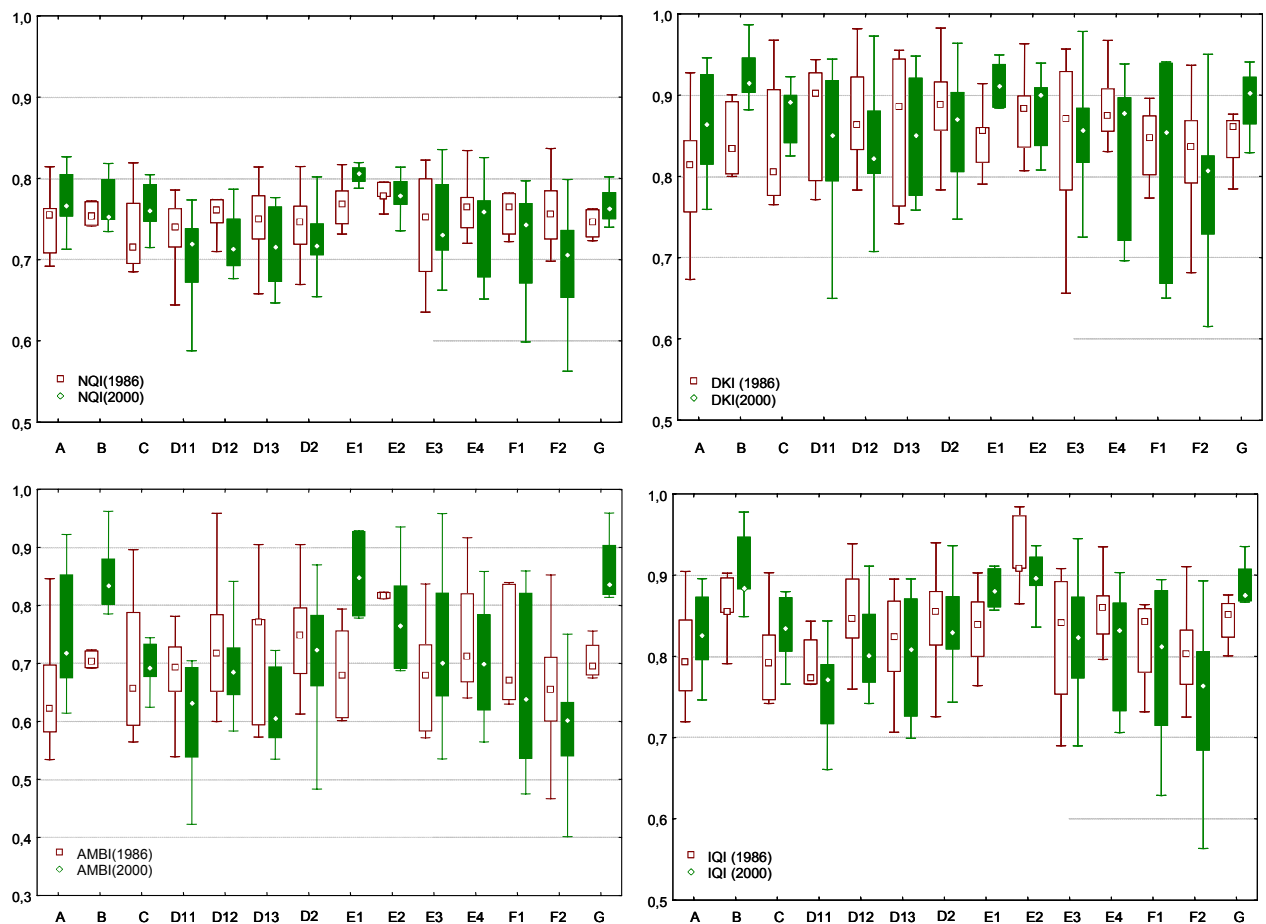 1,0
0,9
0,8
0,7
0,6
0,5
NQI(1986)
NQI(2000)
A B C D11 D12 D13 D2 E1 E2 E3 E4 F1 F2 G
1,0
0,9
0,8
0,7
0,6
0,5
DKI (1986)
DKI(2000)
A B C D11 D12 D13 D2 E1 E2 E3 E4 F1 F2 G
1,0
0,9
0,8
0,7
0,6
0,5
0,4
0,3
AMBI(1986)
AMBI(2000)
A B C D11 D12 D13 D2 E1 E2 E3 E4 F1 F2 G
1,0
0,9
0,8
0,7
0,6
0,5
IQI (1986)
IQI (2000)
A B C D11 D12 D13 D2 E1 E2 E3 E4 F1 F2 G